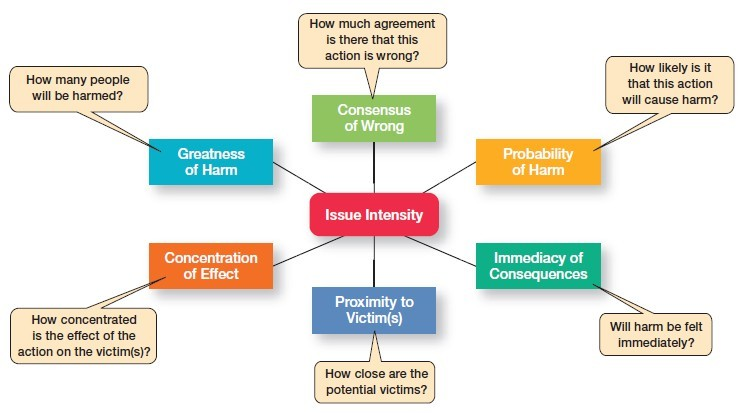 How much agreement
is there that this
action is wrong?
How many people
will be harmed?
How likely is it
that this action
will cause harm?
Consensus
of Wrong
Greatness
of Harm
Probability
of Harm
Issue Intensity
Concentration
of Effect
Immediacy of
Consequences
Proximity to
Victim(s)
How concentrated
is the effect of the
action on the victim(s)?
Will harm be felt
immediately?
How close are the
potential victims?